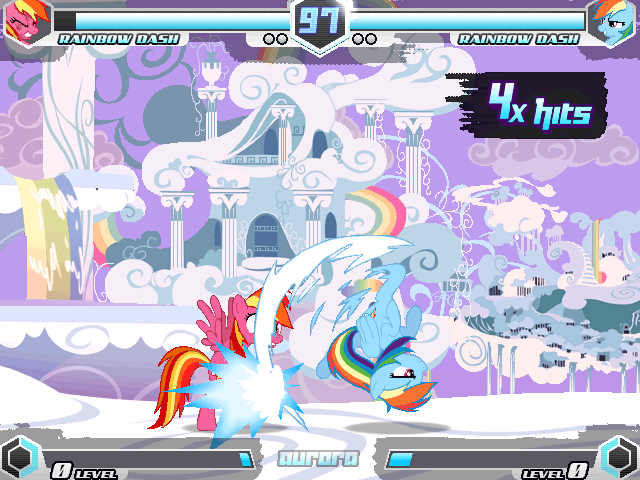 97
RAINBOW DASH
RAINBOW DASH
4x hits
0 LEVEL
aurora
LEVEL 0